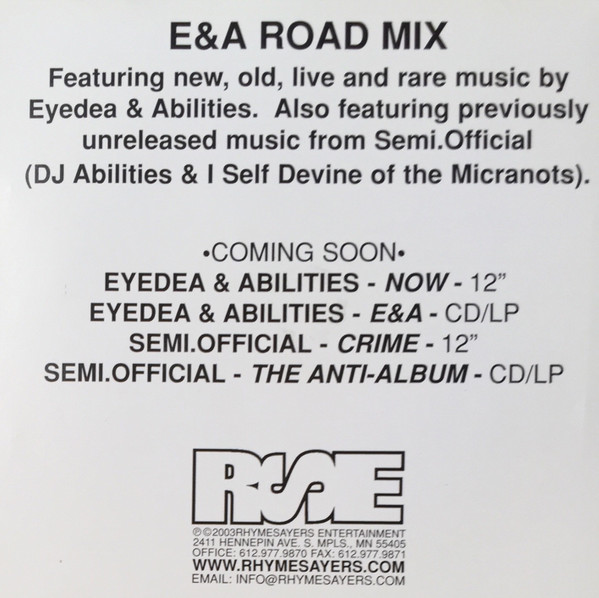 E&A ROAD MIX
Featuring new, old, live and rare music by
Eyedea & Abilities. Also featuring previously
unreleased music from Semi.Official
(DJ Abilities & I Self Devine of the Micranots).
•COMING SOON•
EYEDEA & ABILITIES - NOW - 12”
EYEDEA & ABILITIES - E&A - CD/LP
SEMI.OFFICIAL - CRIME - 12”
SEMI.OFFICIAL - THE ANTI-ALBUM - CD/LP
RSE
℗©2003RHYMESAYERS ENTERTAINMENT
2411 HENNEPIN AVE. S. MPLS., MN 55405
OFFICE: 612.977.9870 FAX: 612.977.9871
WWW.RHYMESAYERS.COM
EMAIL: INFO@RHYMESAYERS.COM